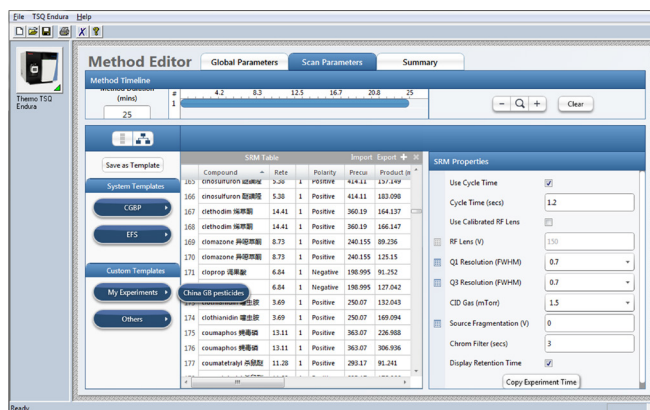 File TSQ Endura Help
Thermo TSQ
Endura
Method Editor
Global Parameters
Scan Parameters
Summary
Method Timeline
Method Duration
(mins)
25
#
4.2 8.3 12.5 16.7 20.8 25
1
Clear
Save as Template
System Templates
CGBP
EFS
Custom Templates
My Experiments
China GB pesticides
Others
SRM Table Import Export
Compound Rete Polarity Precui Product (m
165 cinosulfuron 醚磺隆 5.38 1 Positive 414.11 157.149
166 cinosulfuron 醚磺隆 5.38 1 Positive 414.11 183.098
167 clethodim 烯草酮 14.41 1 Positive 360.19 164.137
168 clethodim 烯草酮 14.41 1 Positive 360.19 166.147
169 clomazone 异噁草酮 8.73 1 Positive 240.155 89.236
170 clomazone 异噁草酮 8.73 1 Positive 240.155 125.15
171 cloprop 调果酸 6.84 1 Negative 198.995 91.252
6.84 1 Negative 198.995 127.042
173 clothianidin 噻虫胺 3.69 1 Positive 250.07 132.043
174 clothianidin 噻虫胺 3.69 1 Positive 250.07 169.094
175 coumaphos 蝇毒磷 13.11 1 Positive 363.07 226.988
176 coumaphos 蝇毒磷 13.11 1 Positive 363.07 306.936
177 coumatetralyl 杀鼠醚 11.28 1 Positive 293.17 91.241
SRM Properties
Use Cycle Time
Cycle Time (secs) 1.2
Use Calibrated RF Lens
RF Lens (V) 150
Q1 Resolution (FWHM) 0.7
Q3 Resolution (FWHM) 0.7
CID Gas (mTorr) 1.5
Source Fragmentation (V) 0
Chrom Filter (secs) 3
Display Retention Time
Copy Experiment Time
Ready